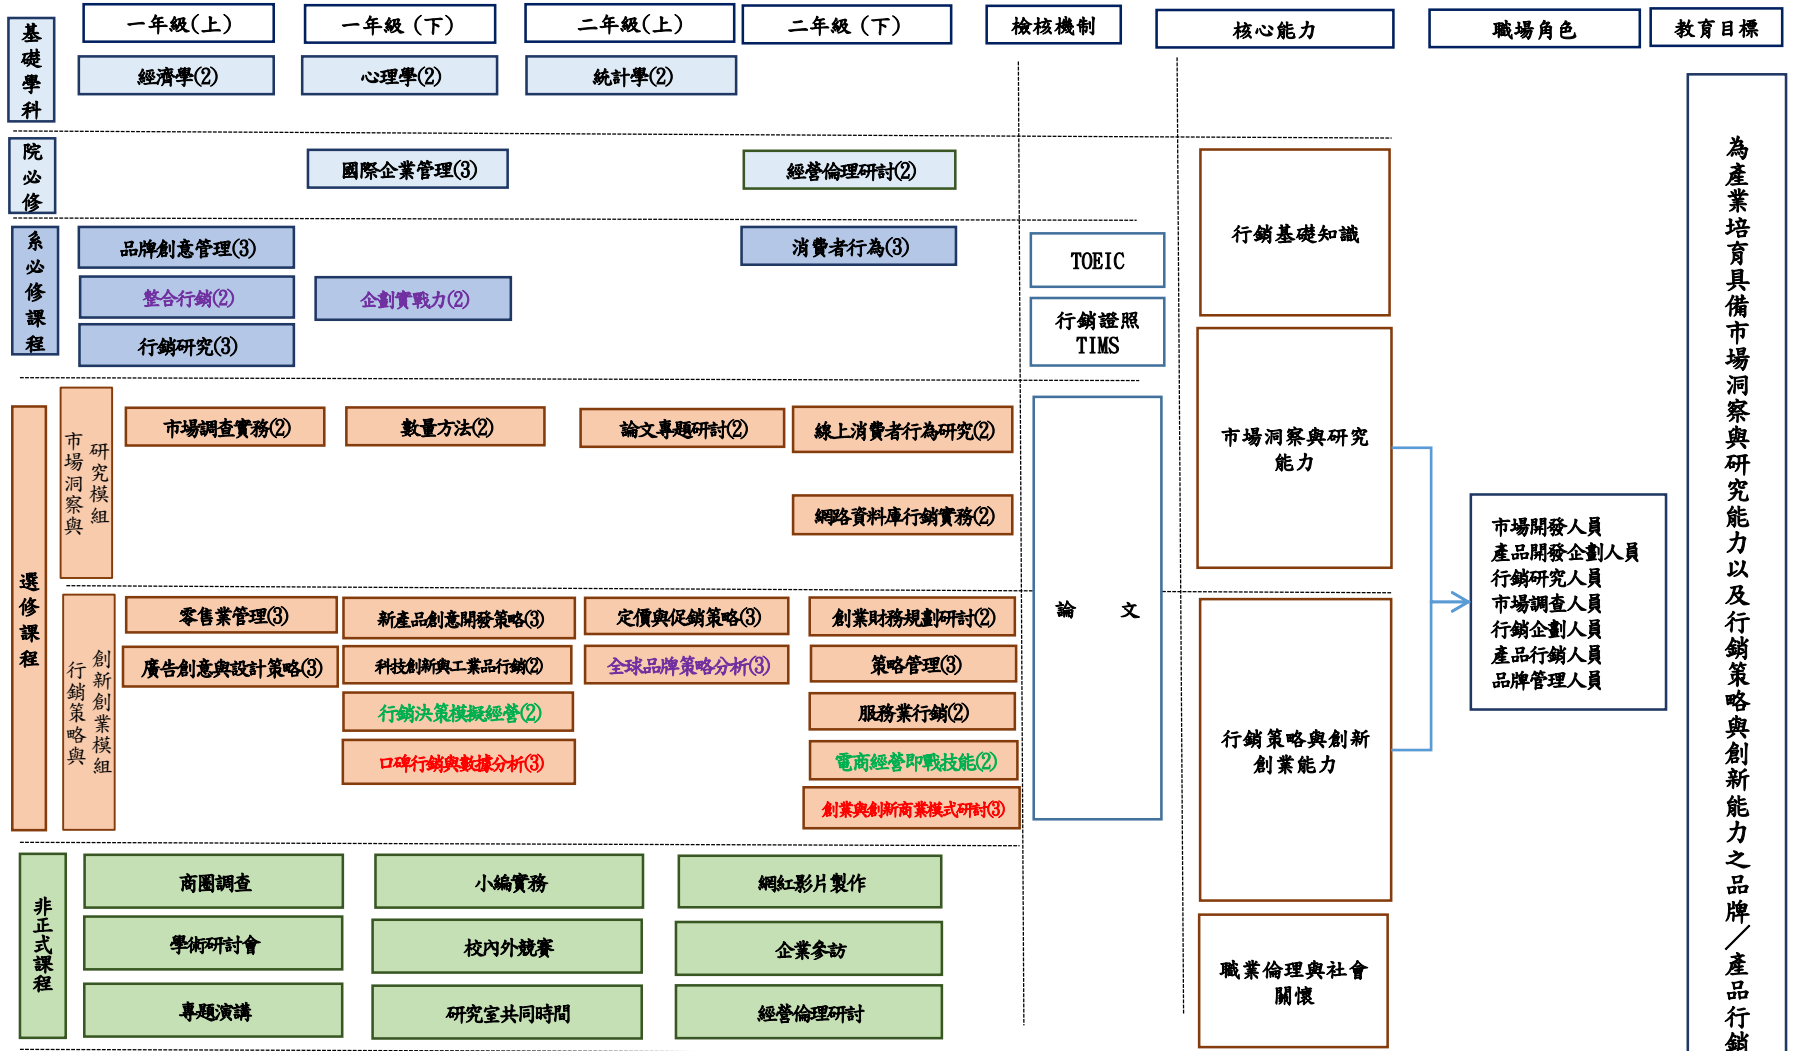 一年級(上)
一年級 (下)
二年級(上)
二年級 (下)
檢核機制
核心能力
職場角色
教育目標
基礎學科
經濟學(2)
心理學(2)
統計學(2)
院必修
國際企業管理(3)
經營倫理研討(2)
系必修課程
品牌創意管理(3)
消費者行為(3)
整合行銷(2)
企劃實戰力(2)
行銷研究(3)
TOEIC
行銷證照
TIMS
選修課程
市場洞察與
研究模組
市場調查實務(2)
數量方法(2)
論文專題研討(2)
線上消費者行為研究(2)
網路資料庫行銷實務(2)
行銷策略與
創新創業模組
零售業管理(3)
新產品創意開發策略(3)
定價與促銷策略(3)
創業財務規劃研討(2)
廣告創意與設計策略(3)
科技創新與工業品行銷(2)
全球品牌策略分析(3)
策略管理(3)
行銷決策模擬經營(2)
服務業行銷(2)
口碑行銷與數據分析(3)
電商經營即戰技能(2)
創業與創新商業模式研討(3)
論 文
非正式課程
商圈調查
小編實務
網紅影片製作
學術研討會
校內外競賽
企業參訪
專題演講
研究室共同時間
經營倫理研討
行銷基礎知識
市場洞察與研究
能力
行銷策略與創新
創業能力
職業倫理與社會
關懷
市場開發人員
產品開發企劃人員
行銷研究人員
市場調查人員
行銷企劃人員
產品行銷人員
品牌管理人員
為產業培育具備市場洞察與研究能力以及行銷策略與創新能力之品牌／產品行銷